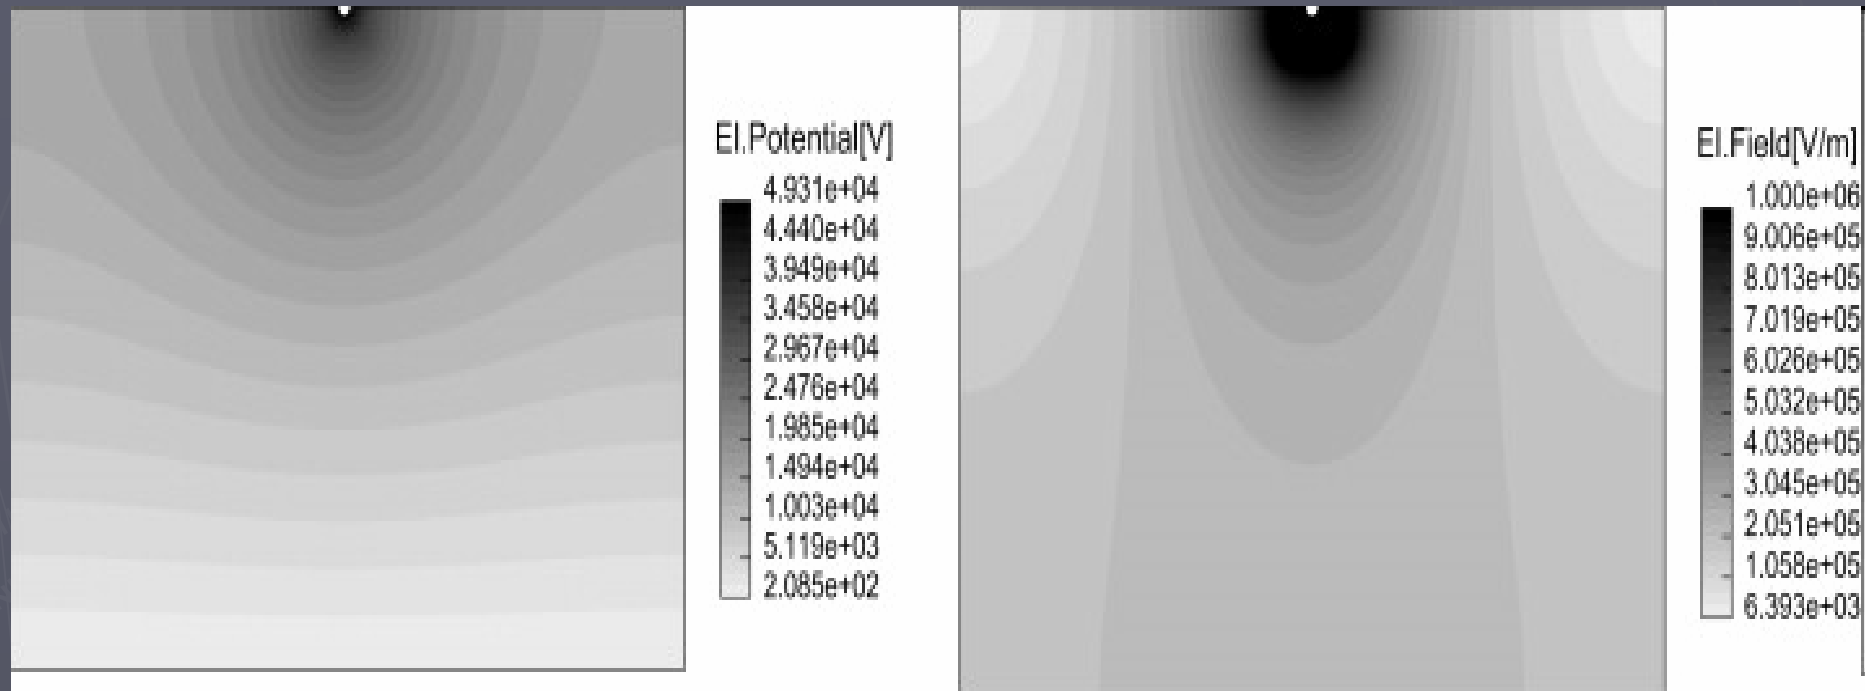 El.Potential[V]
4.931e+04
4.440e+04
3.949e+04
3.458e+04
2.967e+04
2.476e+04
1.985e+04
1.494e+04
1.003e+04
5.119e+03
2.085e+02
El.Field[V/m]
1.000e+06
9.006e+05
8.013e+05
7.019e+05
6.026e+05
5.032e+05
4.038e+05
3.045e+05
2.051e+05
1.058e+05
6.393e+03